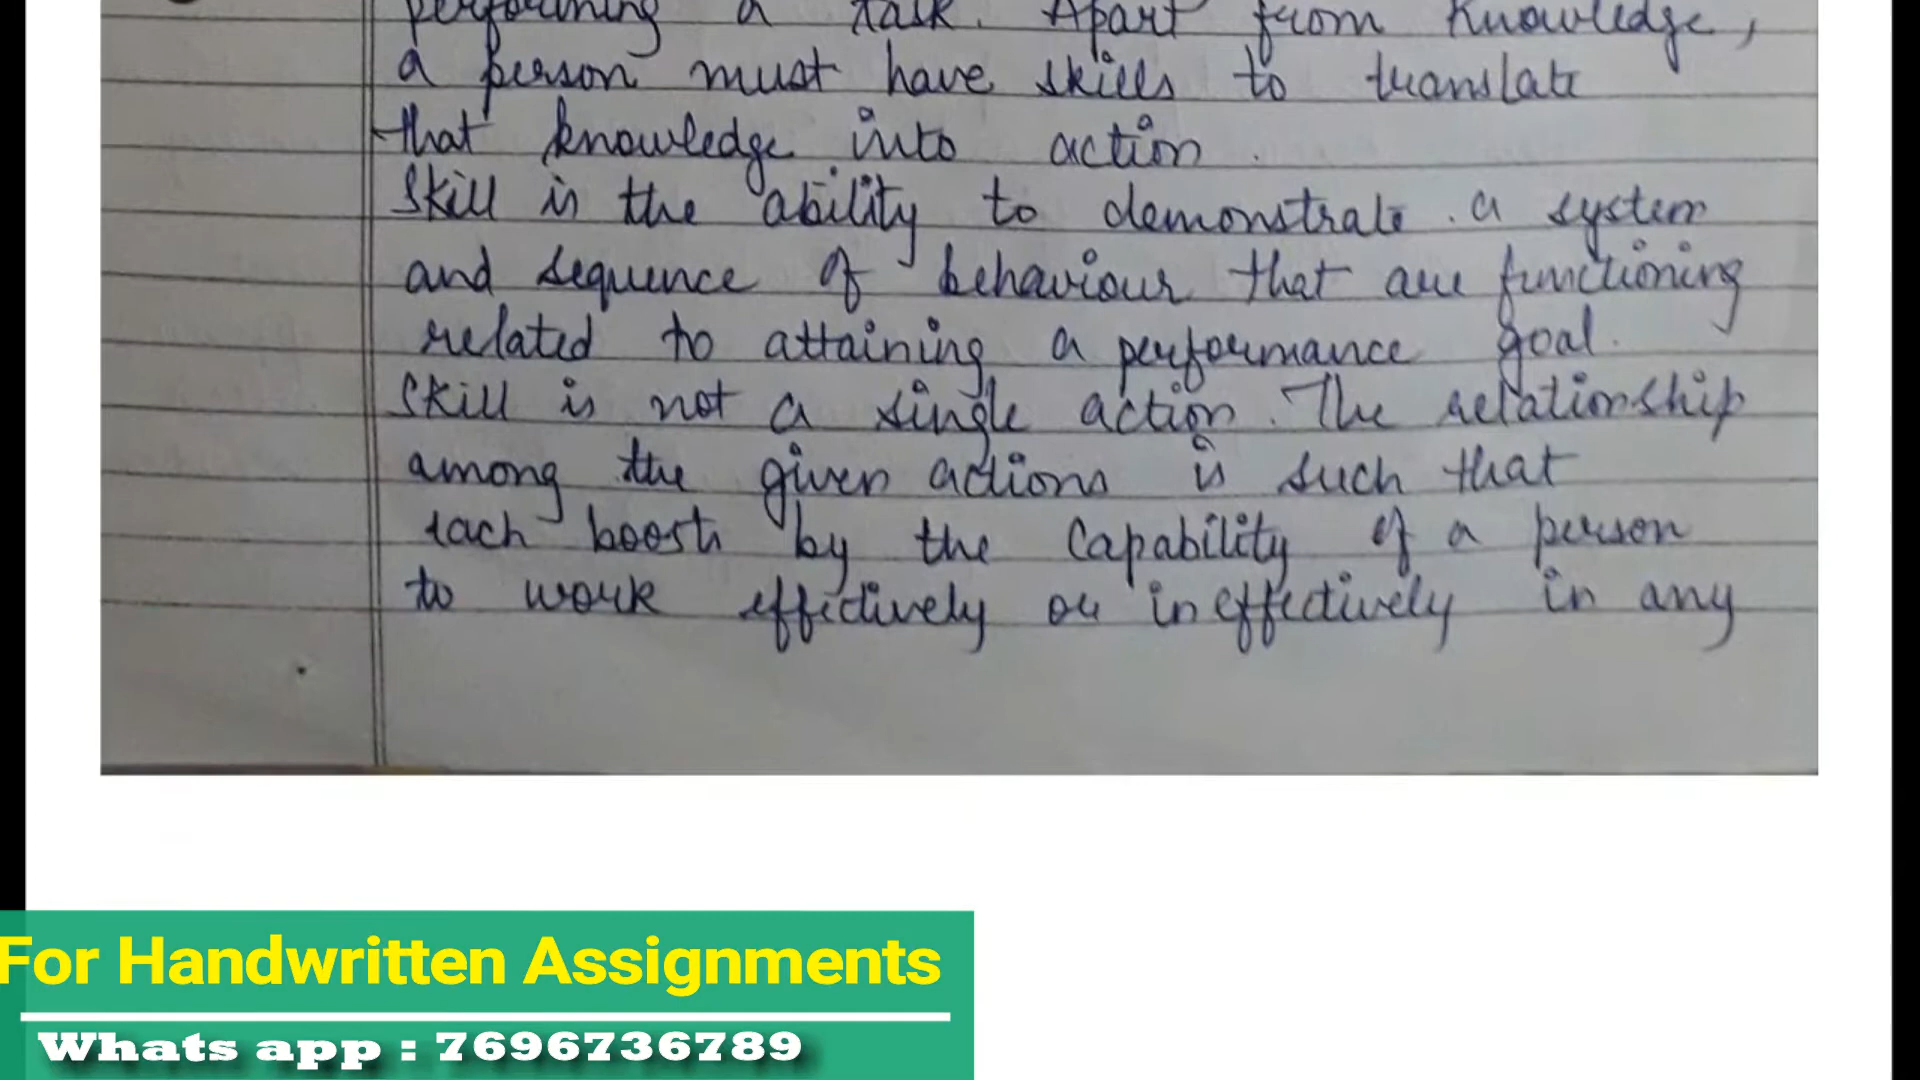 performing a task. Apart from Knowledge,
a person must have skills to translate
that knowledge into action.
Skill is the ability to demonstrate a system
and sequence of behaviour that are functioning
related to attaining a performance goal.
Skill is not a single action. The relationship
among the given actions is such that
each boosts by the Capability of a person
to work effectively or ineffectively in any
For Handwritten Assignments
Whats app : 7696736789